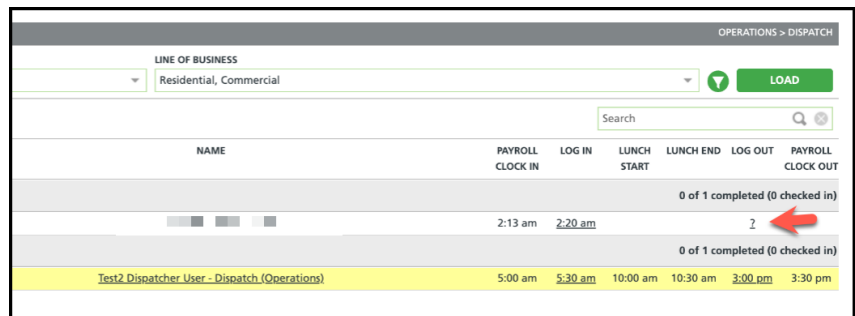 OPERATIONS > DISPATCH
LINE OF BUSINESS
Residential, Commercial
LOAD
Search
NAME PAYROLL CLOCK IN LOG IN LUNCH START LUNCH END LOG OUT PAYROLL CLOCK OUT
0 of 1 completed (0 checked in)
2:13 am 2:20 am ?
0 of 1 completed (0 checked in)
Test2 Dispatcher User - Dispatch (Operations) 5:00 am 5:30 am 10:00 am 10:30 am 3:00 pm 3:30 pm